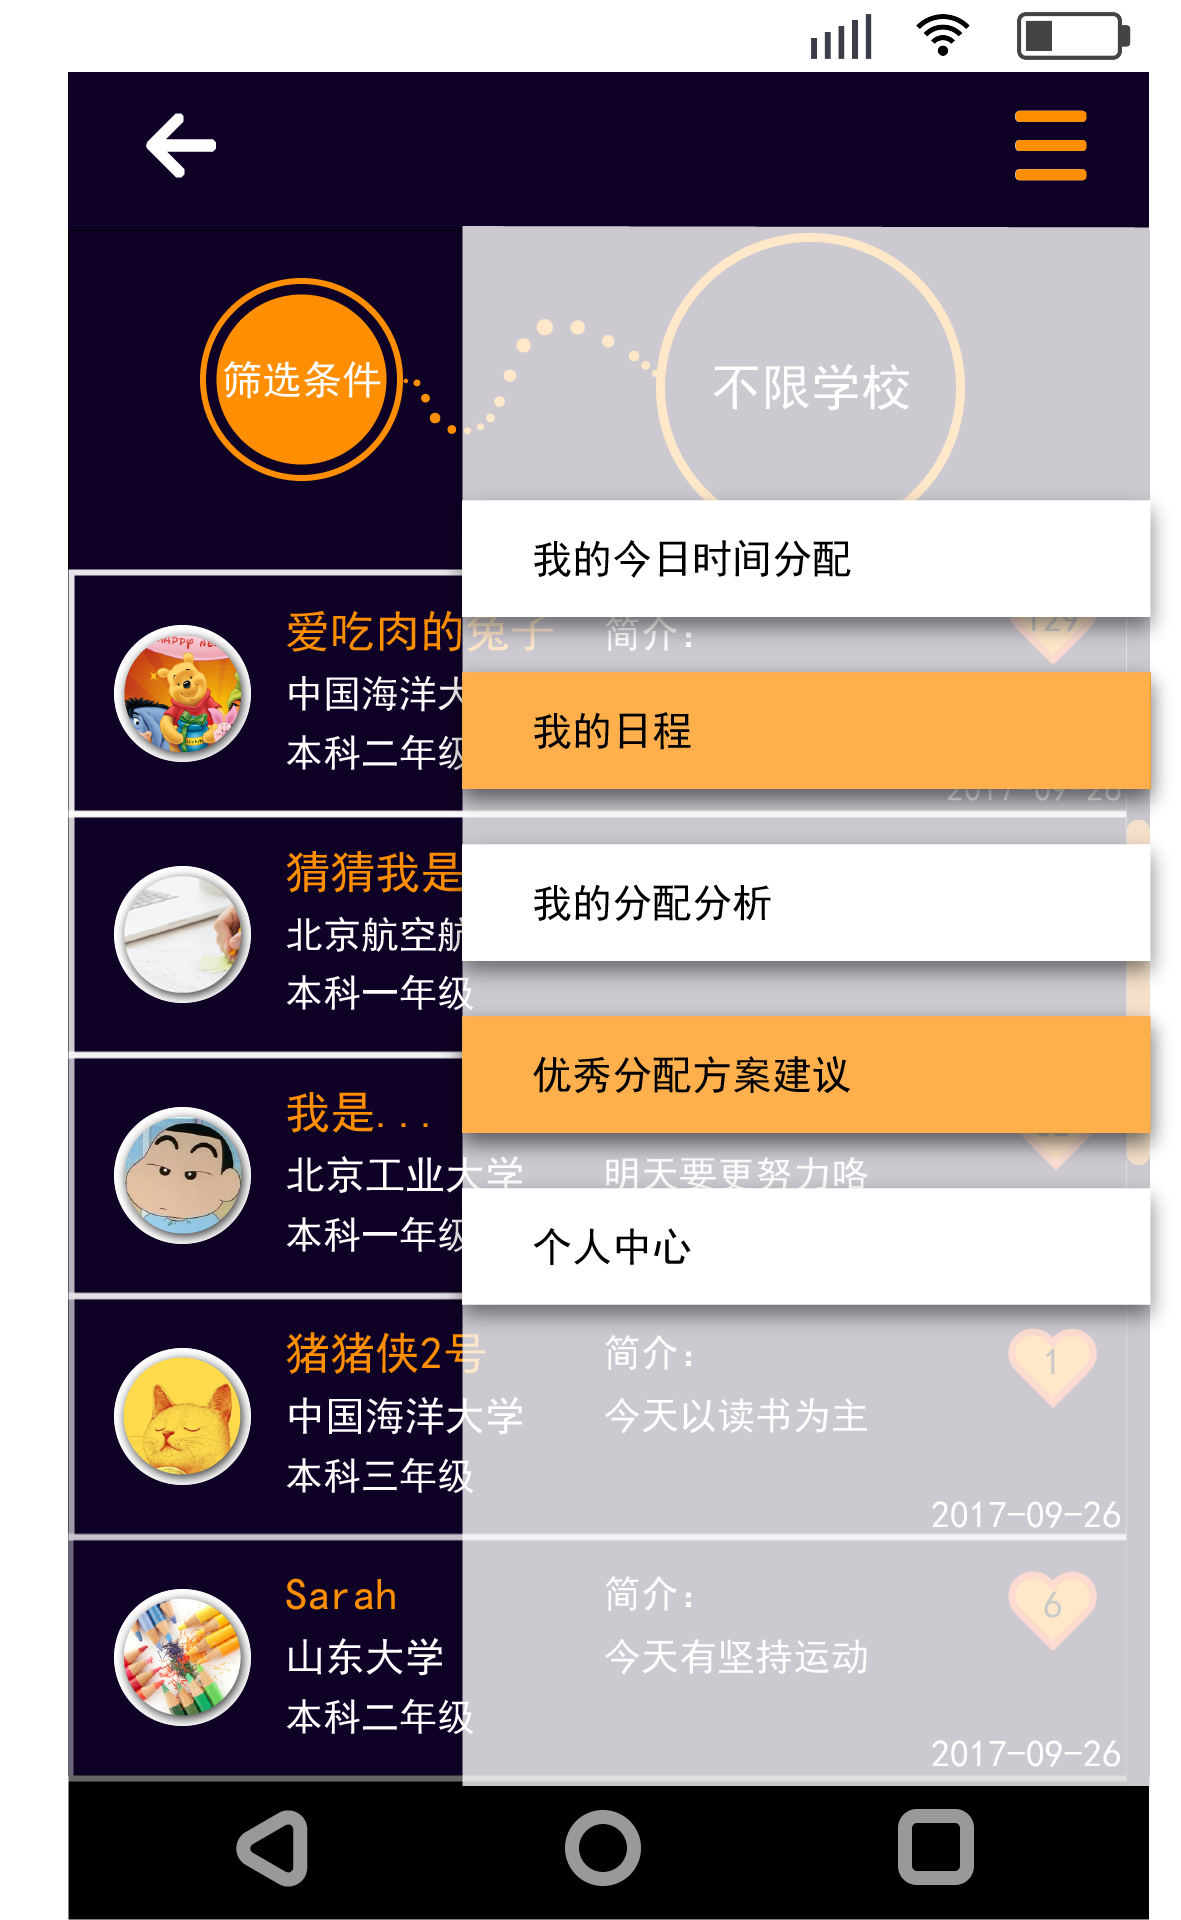 筛选条件
不限学校
我的今日时间分配
爱吃肉的兔子
简介：
129
中国海洋大
本科二年级
我的日程
2017-09-26
猜猜我是
北京航空航
本科一年级
我的分配分析
优秀分配方案建议
我是...
北京工业大学
明天要更努力咯
本科一年级
个人中心
猪猪侠2号
简介：
1
中国海洋大学
今天以读书为主
本科三年级
2017-09-26
Sarah
简介：
6
山东大学
今天有坚持运动
本科二年级
2017-09-26